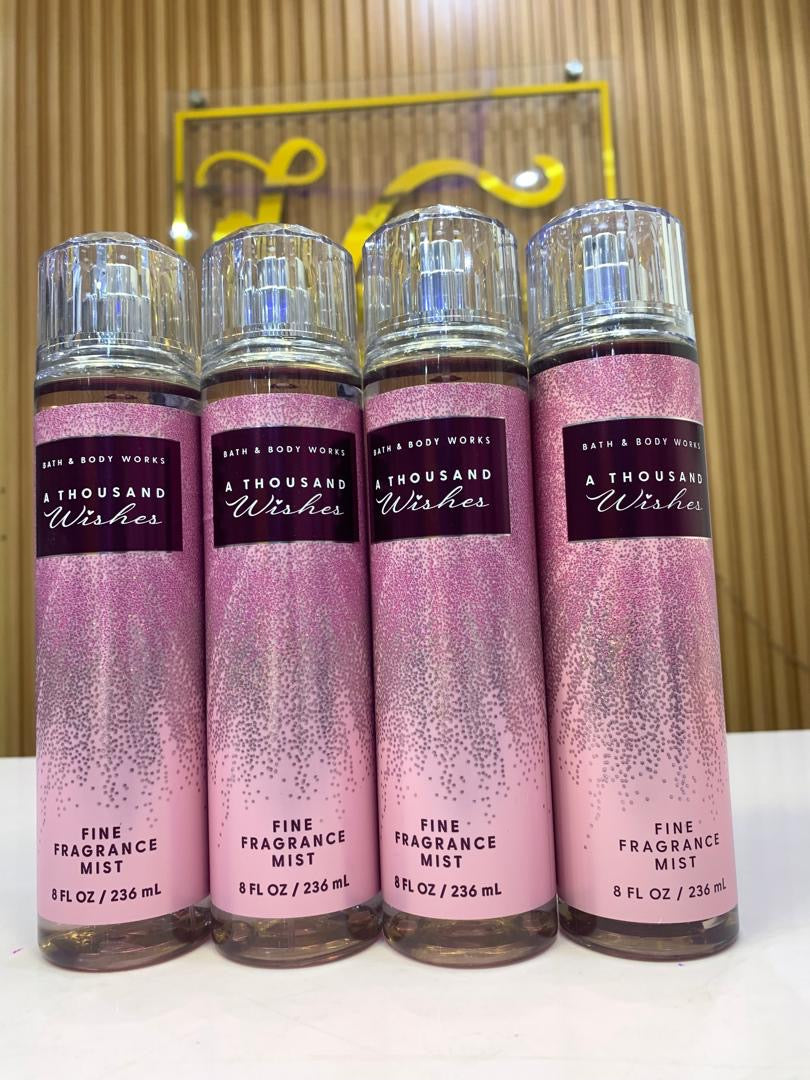 BATH & BODY WORKS
A THOUSAND
Wishes
FINE
FRAGRANCE
MIST
8 FL OZ / 236 mL
BATH & BODY WORKS
A THOUSAND
Wishes
FINE
FRAGRANCE
MIST
8 FL OZ / 236 mL
BATH & BODY WORKS
A THOUSAND
Wishes
FINE
FRAGRANCE
MIST
8 FL OZ / 236 mL
BATH & BODY WORKS
A THOUSAND
Wishes
FINE
FRAGRANCE
MIST
8 FL OZ / 236 mL